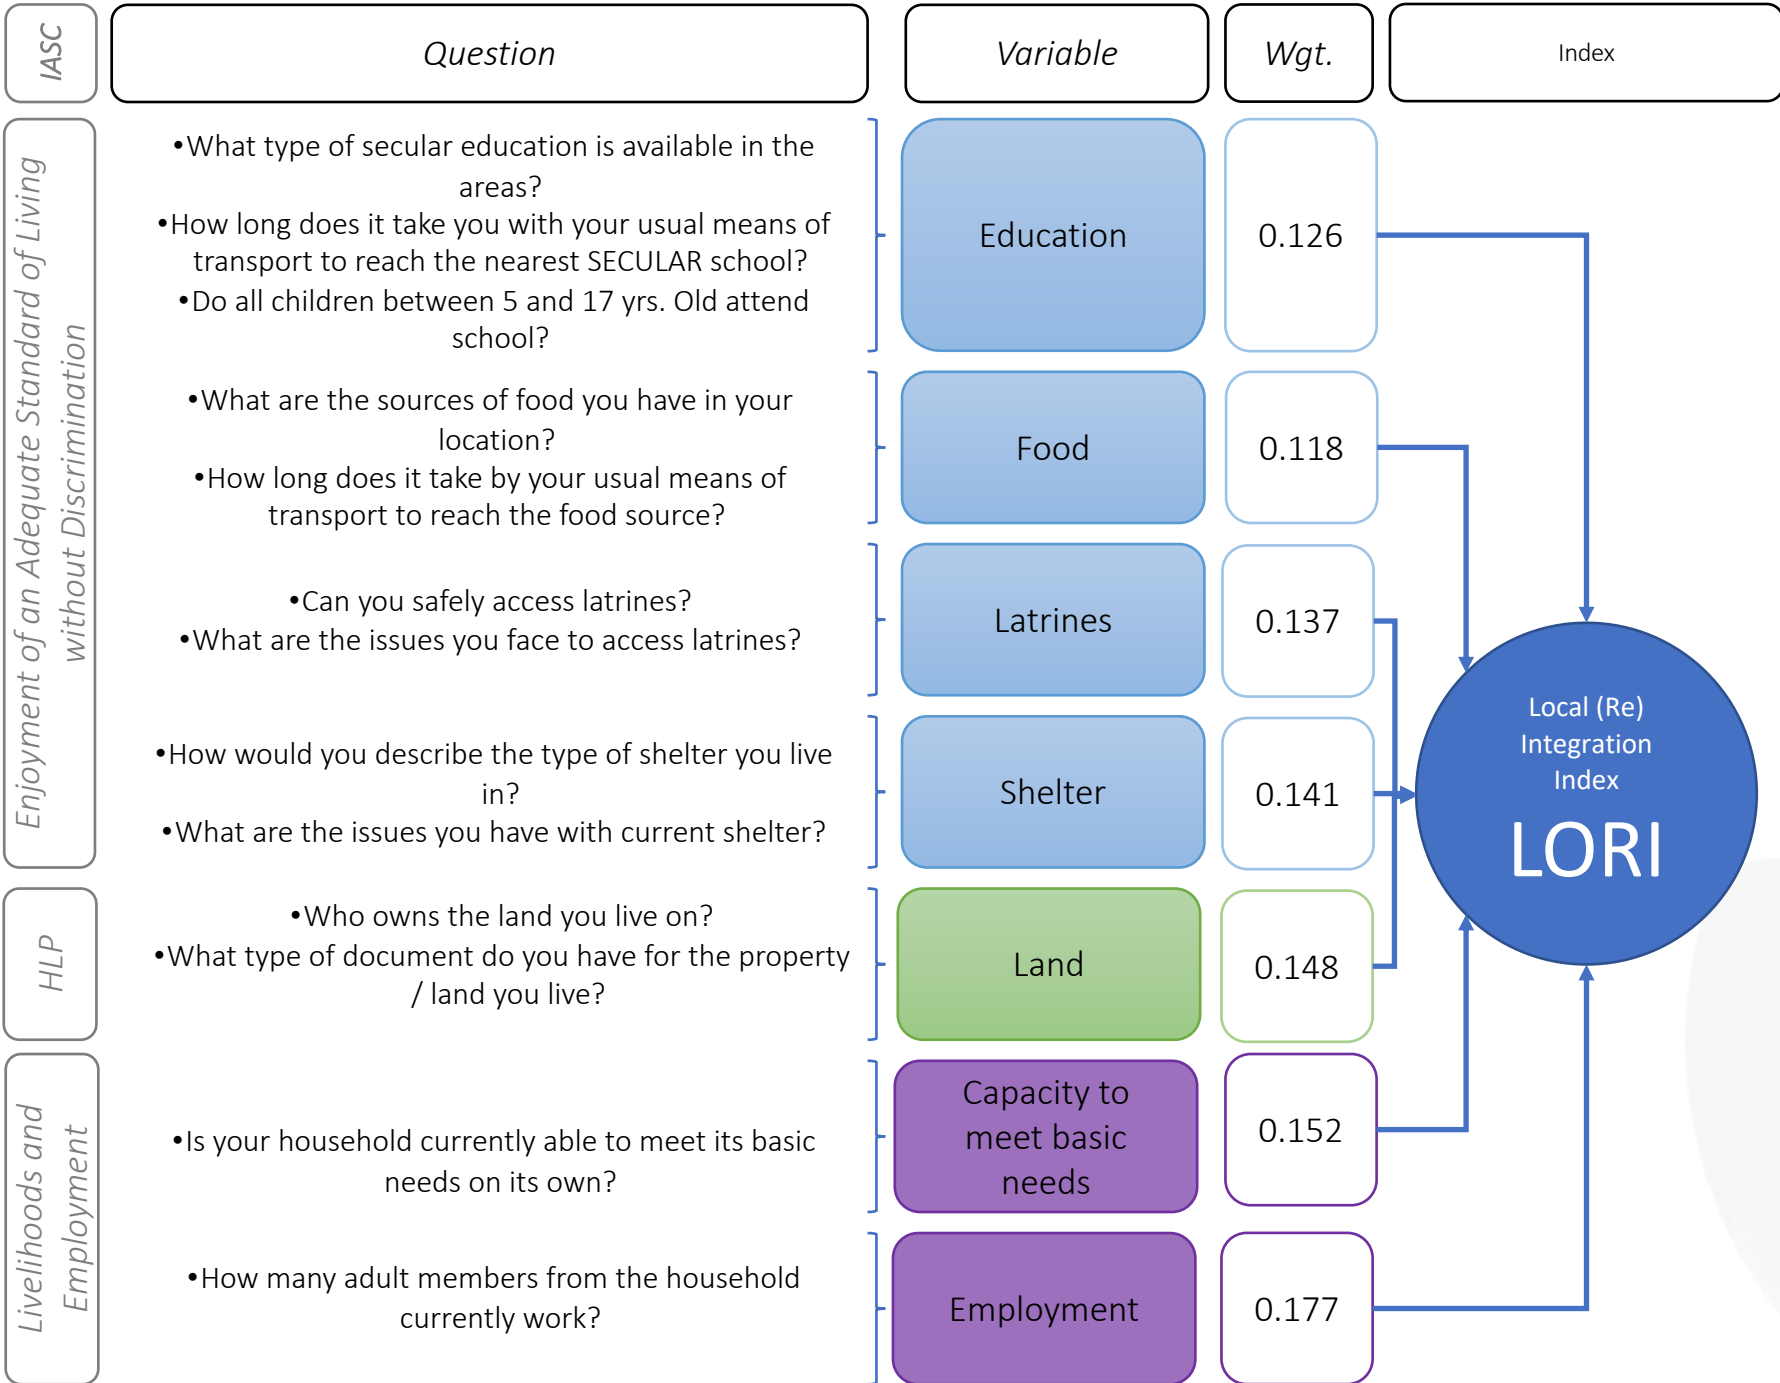 IASC
Question
Variable
Wgt.
Index
Enjoyment of an Adequate Standard of Living
without Discrimination
•What type of secular education is available in the
areas?
•How long does it take you with your usual means of
transport to reach the nearest SECULAR school?
•Do all children between 5 and 17 yrs. Old attend
school?
Education
0.126
•What are the sources of food you have in your
location?
•How long does it take by your usual means of
transport to reach the food source?
Food
0.118
•Can you safely access latrines?
•What are the issues you face to access latrines?
Latrines
0.137
•How would you describe the type of shelter you live
in?
•What are the issues you have with current shelter?
Shelter
0.141
HLP
•Who owns the land you live on?
•What type of document do you have for the property
/ land you live?
Land
0.148
Livelihoods and
Employment
•Is your household currently able to meet its basic
needs on its own?
Capacity to
meet basic
needs
0.152
•How many adult members from the household
currently work?
Employment
0.177
Local (Re)
Integration
Index
LORI